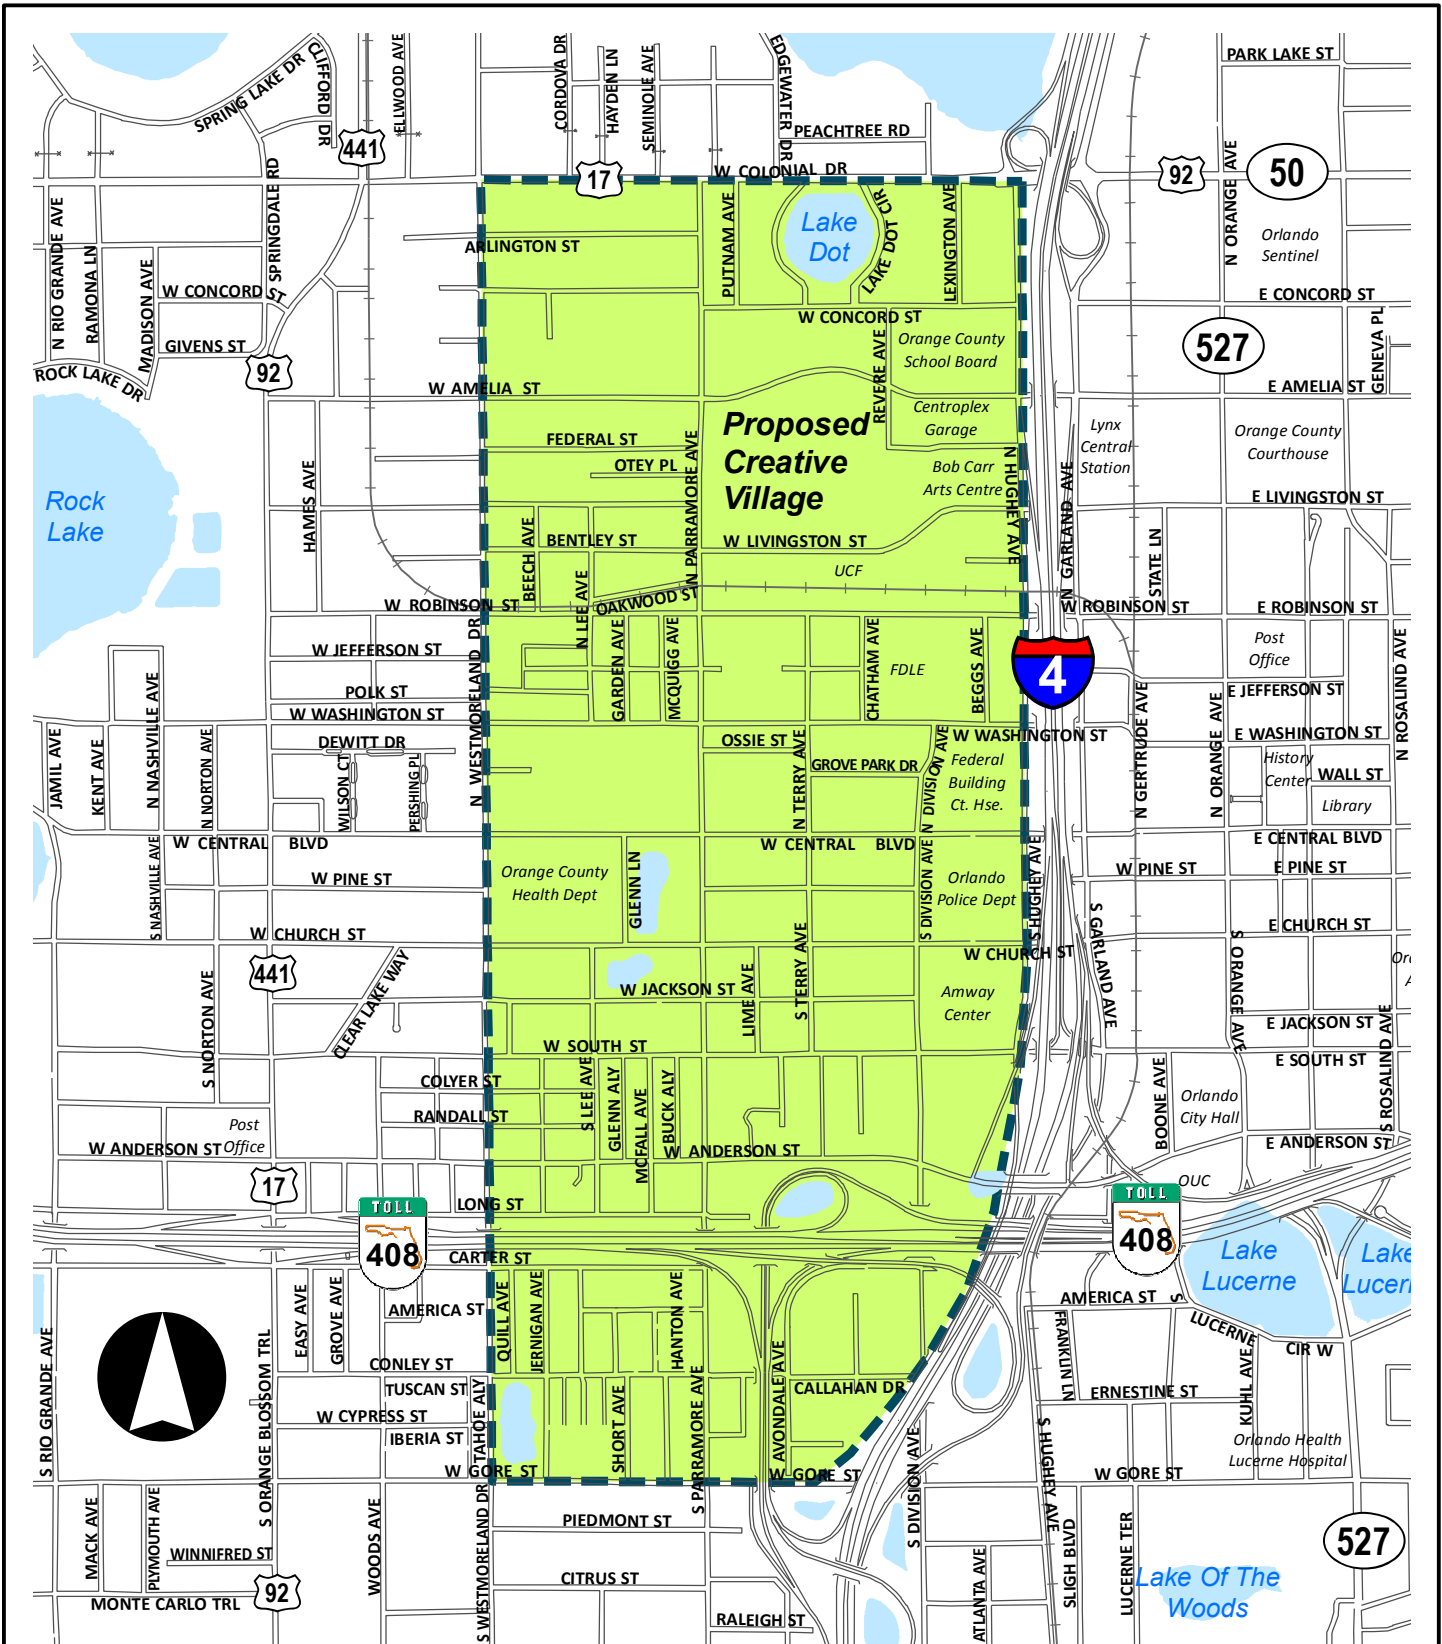 PARK LAKE ST
CORDOVA DR
HAYDEN LN
SEMINOLE AVE
EDGEWATER DR
ELLWOOD AVE
CLIFFORD DR
SPRING LAKE DR
441
PEACHTREE RD
W COLONIAL DR
17
92
50
N ORANGE AVE
Orlando
Sentinel
N RIO GRANDE AVE
RAMONA LN
MADISON AVE
SPRINGDALE RD
ARLINGTON ST
PUTNAM AVE
Lake
Dot
LAKE DOT CIR
LEXINGTON AVE
W CONCORD ST
W CONCORD ST
E CONCORD ST
GIVENS ST
ROCK LAKE DR
92
REVERE AVE
Orange County
School Board
527
GENEVA PL
W AMELIA ST
E AMELIA ST
Proposed
Creative
Village
Centroplex
Garage
Lynx
Central
Station
Orange County
Courthouse
FEDERAL ST
OTEY PL
N PARRAMORE AVE
Bob Carr
Arts Centre
N HUGHEY AVE
N GARLAND AVE
E LIVINGSTON ST
Rock
Lake
HAMES AVE
BEECH AVE
BENTLEY ST
W LIVINGSTON ST
UCF
STATE LN
N LEE AVE
OAKWOOD ST
W ROBINSON ST
W ROBINSON ST
E ROBINSON ST
W JEFFERSON ST
N WESTMORELAND DR
GARDEN AVE
MCQUIGG AVE
CHATHAM AVE
FDLE
BEGGS AVE
4
Post
Office
N ROSALIND AVE
POLK ST
E JEFFERSON ST
W WASHINGTON ST
W WASHINGTON ST
E WASHINGTON ST
N NASHVILLE AVE
DEWITT DR
OSSIE ST
GROVE PARK DR
N TERRY AVE
N DIVISION AVE
Federal
Building
Ct. Hse.
N GERTRUDE AVE
N ORANGE AVE
History
Center
WALL ST
Library
JAMIL AVE
KENT AVE
N NORTON AVE
WILSON CT
PERSHING PL
W CENTRAL BLVD
W CENTRAL BLVD
E CENTRAL BLVD
S NASHVILLE AVE
W PINE ST
Orange County
Health Dept
GLENN LN
S DIVISION AVE
Orlando
Police Dept
S HUGHEY AVE
W PINE ST
E PINE ST
W CHURCH ST
W CHURCH ST
E CHURCH ST
441
CLEAR LAKE WAY
S NORTON AVE
W JACKSON ST
LIME AVE
S TERRY AVE
Amway
Center
S GARLAND AVE
S ORANGE AVE
E JACKSON ST
W SOUTH ST
E SOUTH ST
COLYER ST
RANDALL ST
S LEE AVE
GLENN ALY
MCFALL AVE
BUCK ALY
BOONE AVE
Orlando
City Hall
S ROSALIND AVE
Post
Office
W ANDERSON ST
W ANDERSON ST
E ANDERSON ST
17
LONG ST
OUC
TOLL
408
TOLL
408
CARTER ST
Lake
Lucerne
Lake
Lucer
EASY AVE
GROVE AVE
AMERICA ST
QUILL AVE
JERNIGAN AVE
HANTON AVE
AMERICA ST
S LUCERNE CIR W
S RIO GRANDE AVE
S ORANGE BLOSSOM TRL
CONLEY ST
TUSCAN ST
W CYPRESS ST
IBERIA ST
TAHOE ALY
SHORT AVE
S PARRAMORE AVE
AVONDALE AVE
CALLAHAN DR
FRANKLIN LN
ERNESTINE ST
KUHL AVE
Orlando Health
Lucerne Hospital
W GORE ST
W GORE ST
W GORE ST
S DIVISION AVE
S HUGHEY AVE
MACK AVE
PLYMOUTH AVE
WOODS AVE
S WESTMORELAND DR
PIEDMONT ST
527
WINNIFRED ST
92
CITRUS ST
ATLANTA AVE
SLIGH BLVD
LUCERNE TER
Lake Of The
Woods
MONTE CARLO TRL
RALEIGH ST